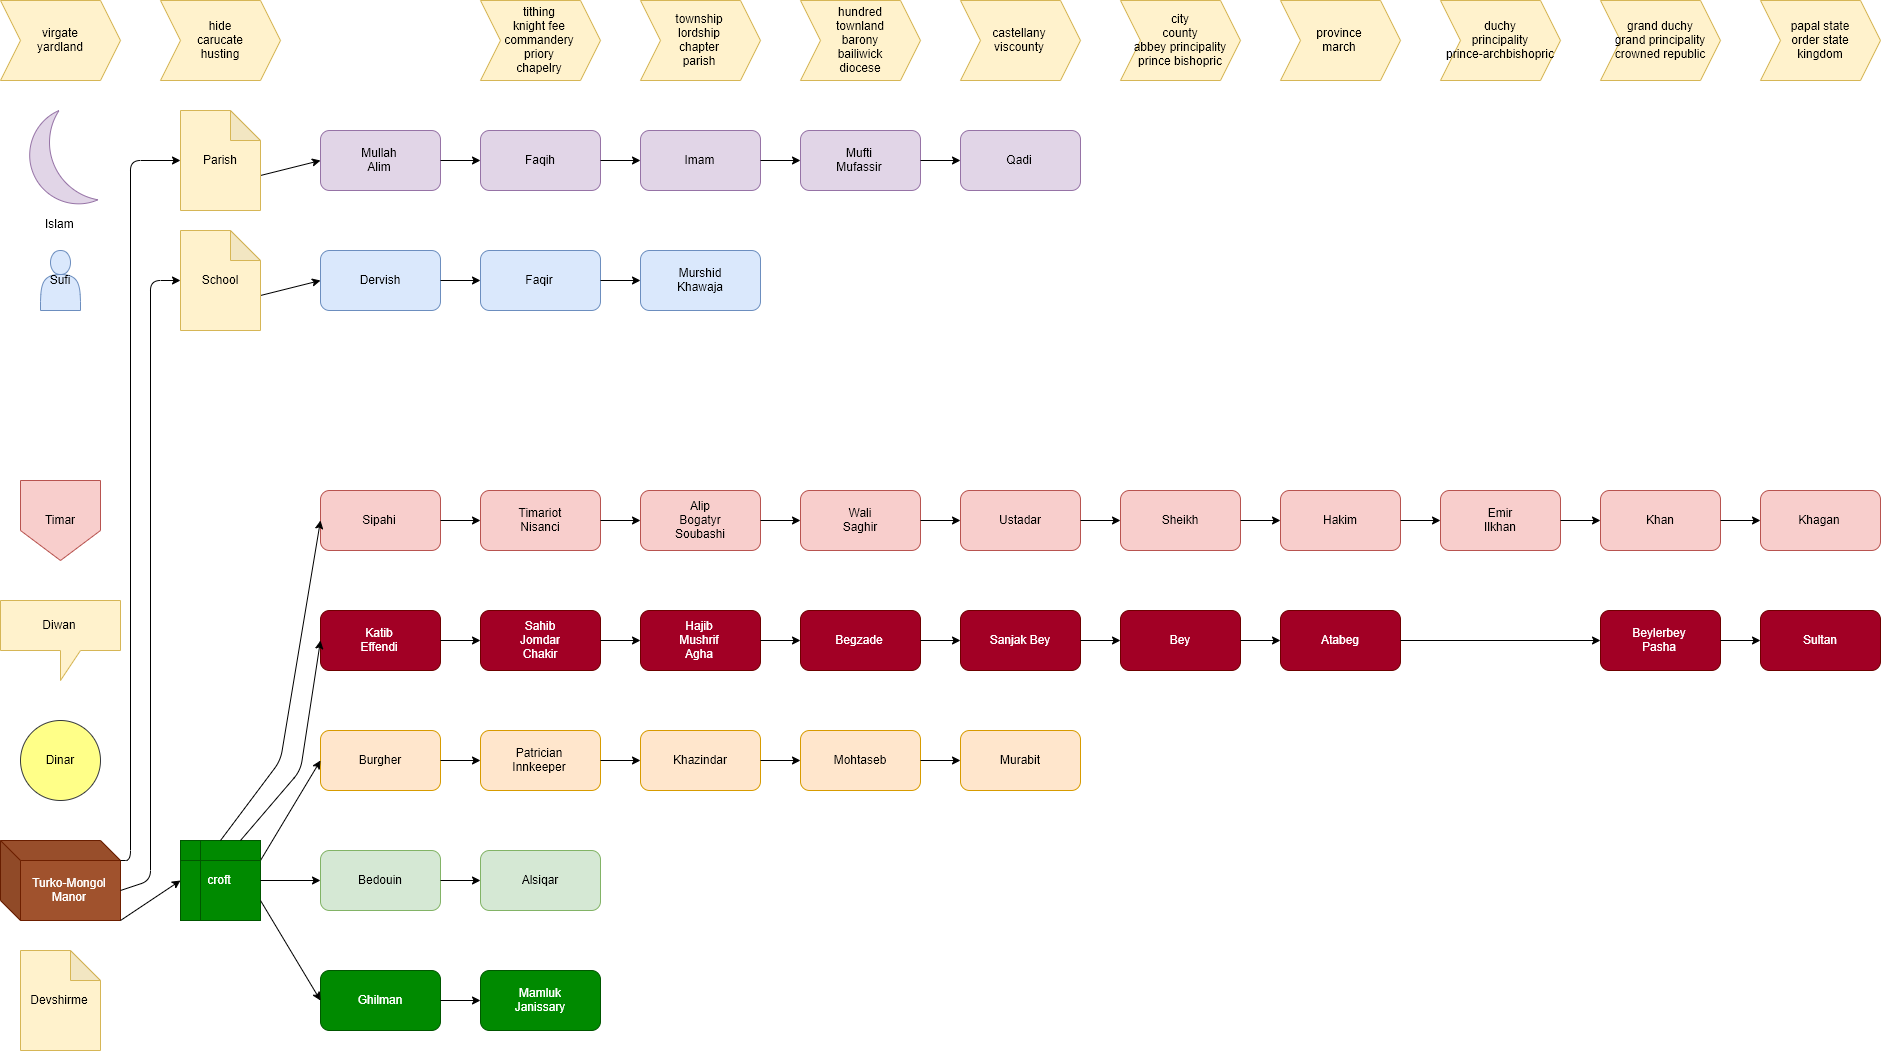 virgate
yardland
hide
carucate
husting
tithing
knight fee
commandery
priory
chapelry
township
lordship
chapter
parish
hundred
townland
barony
bailiwick
diocese
castellany
viscounty
city
county
abbey principality
prince bishopric
province
march
duchy
principality
prince-archbishopric
grand duchy
grand principality
crowned republic
papal state
order state
kingdom
Islam
Parish
Mullah
Alim
Faqih
Imam
Mufti
Mufassir
Qadi
Sufi
School
Dervish
Faqir
Murshid
Khawaja
Timar
Sipahi
Timariot
Nisanci
Alip
Bogatyr
Soubashi
Wali
Saghir
Ustadar
Sheikh
Hakim
Emir
Ilkhan
Khan
Khagan
Diwan
Katib
Effendi
Sahib
Jomdar
Chakir
Hajib
Mushrif
Agha
Begzade
Sanjak Bey
Bey
Atabeg
Beylerbey
Pasha
Sultan
Dinar
Burgher
Patrician
Innkeeper
Khazindar
Mohtaseb
Murabit
Turko-Mongol
Manor
croft
Bedouin
Alsiqar
Devshirme
Ghilman
Mamluk
Janissary